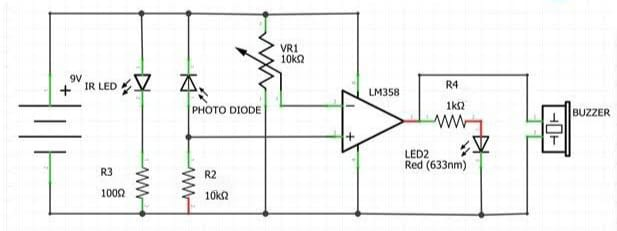 9V
+
IR LED
PHOTO DIODE
VR1
10kΩ
LM358
−
+
R4
1kΩ
BUZZER
LED2
Red (633nm)
R3
100Ω
R2
10kΩ